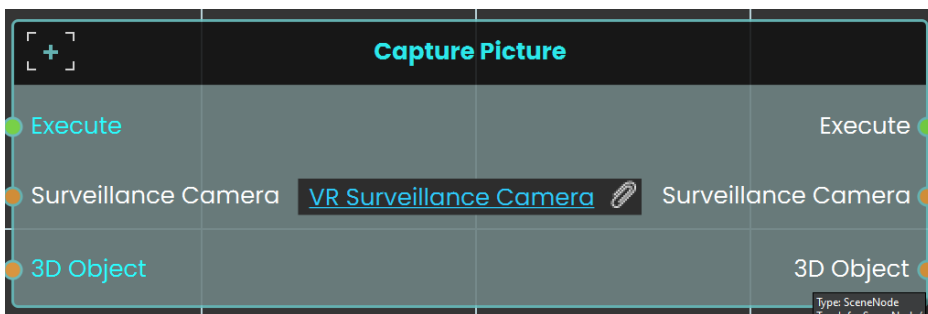 Capture Picture
Execute Execute
Surveillance Camera VR Surveillance Camera Surveillance Camera
3D Object 3D Object
Type: SceneNode